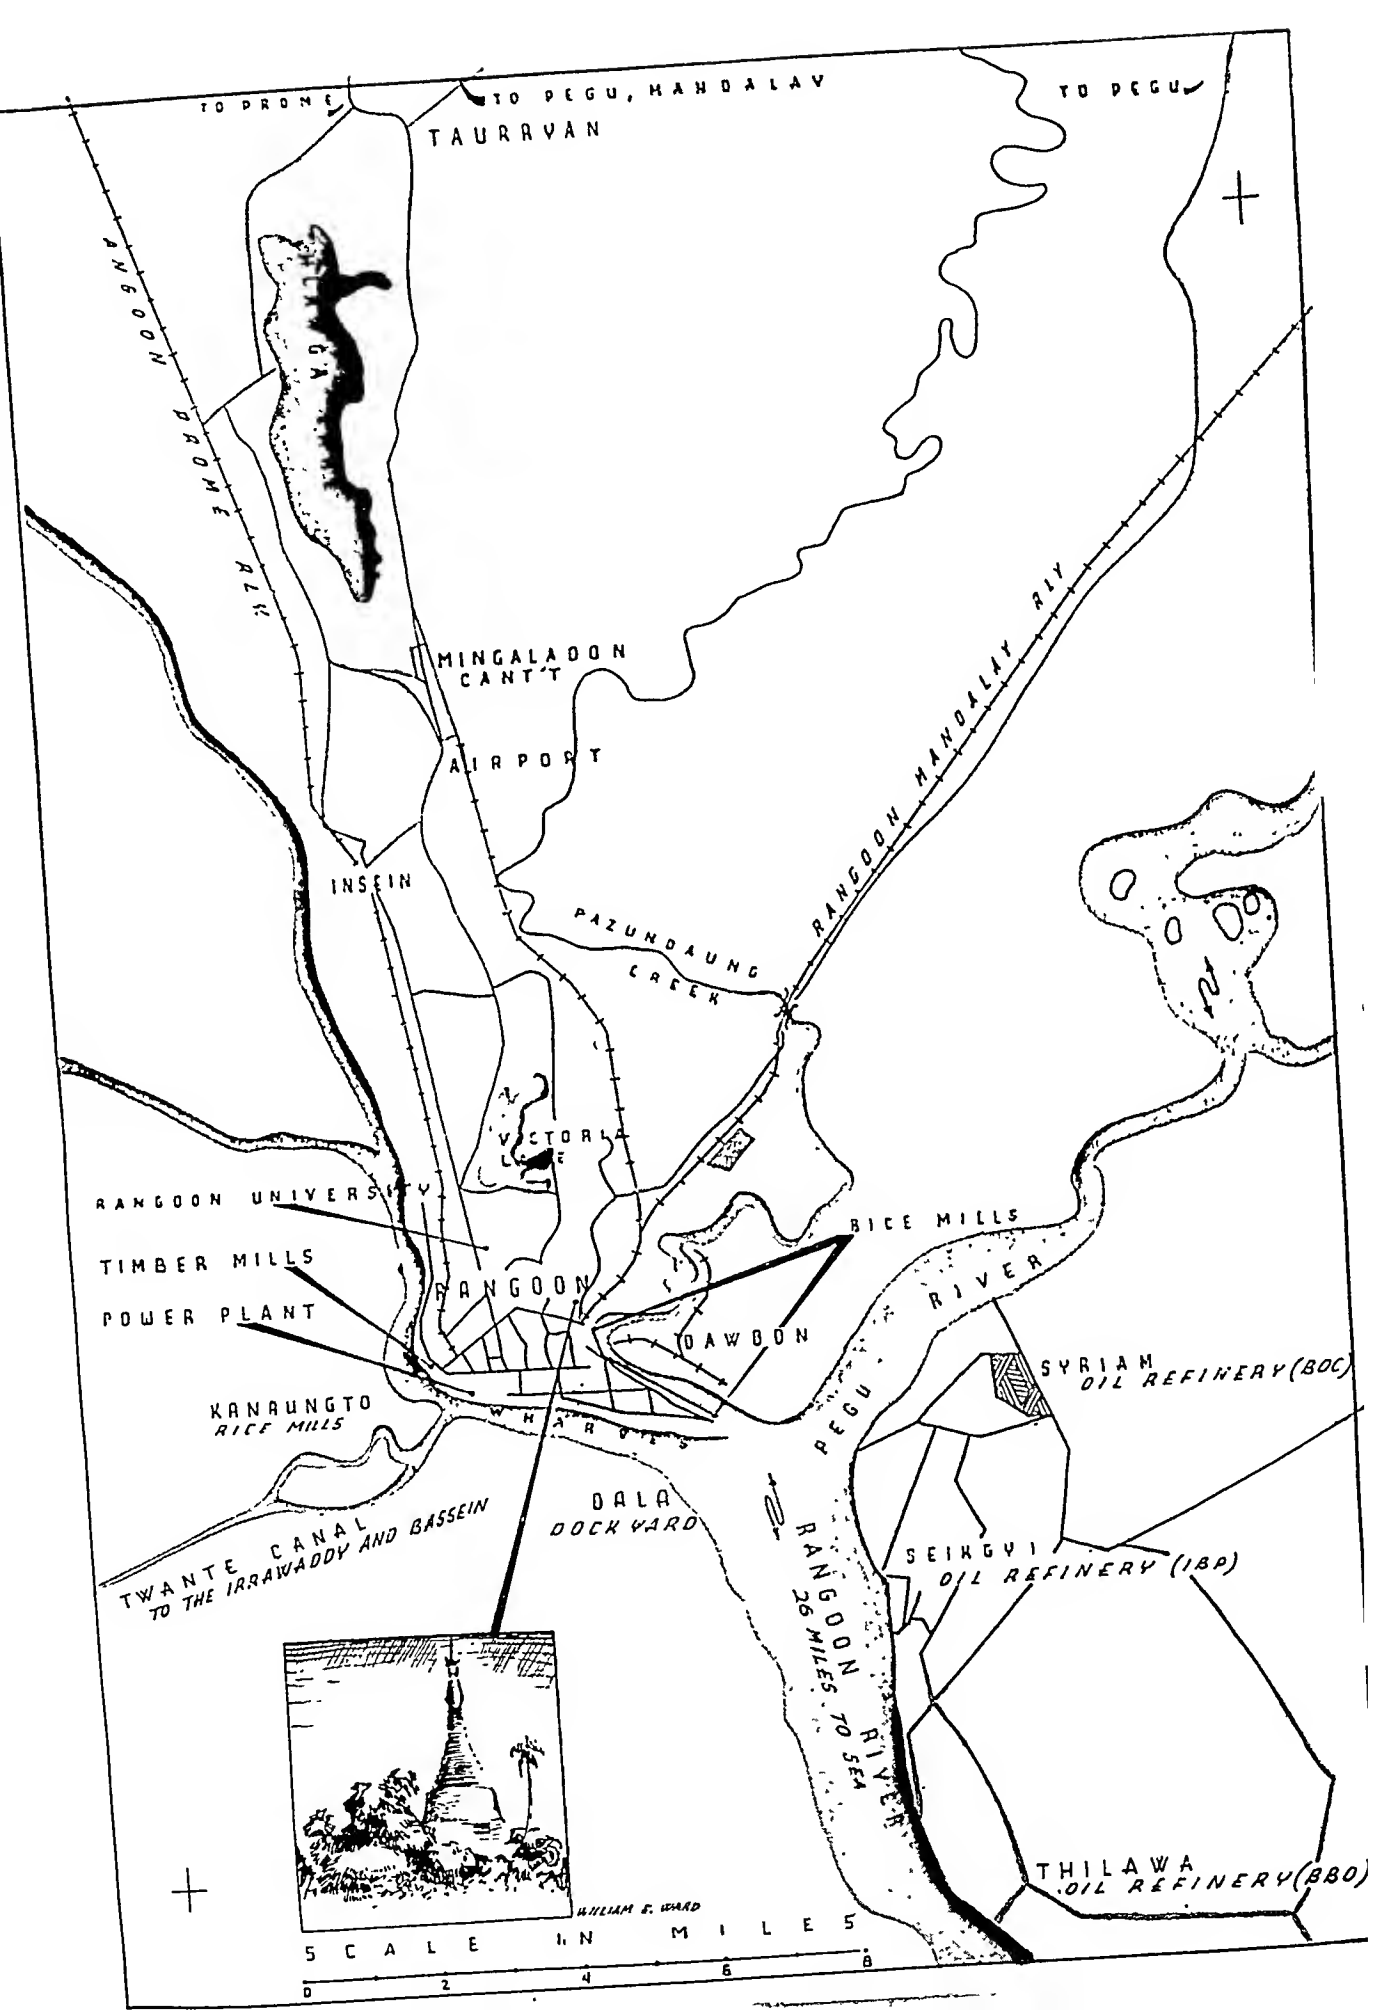 TO PROME
TO PEGU, MANDALAY
TO PEGU
TAURRYAN
ANGOON PROME RLY
HLAWGA
RANGOON MANDALAY RLY
MINGALADON
CANT'T
AIRPORT
INSEIN
PAZUNDAUNG
CREEK
VICTORIA
LAKE
RANGOON UNIVERSITY
TIMBER MILLS
POWER PLANT
RANGOON
RICE MILLS
DAWBON
PEGU RIVER
SYRIAM
OIL REFINERY (BOC)
KANAUNGTO
RICE MILLS
WHARVES
DALA
DOCK YARD
TWANTE CANAL
TO THE IRRAWADDY AND BASSEIN
SEIKGYI
OIL REFINERY (IBP)
RANGOON RIVER
26 MILES TO SEA
THILAWA
OIL REFINERY (BBO)
WILLIAM E. WARD
SCALE IN MILES
0 2 4 6 8